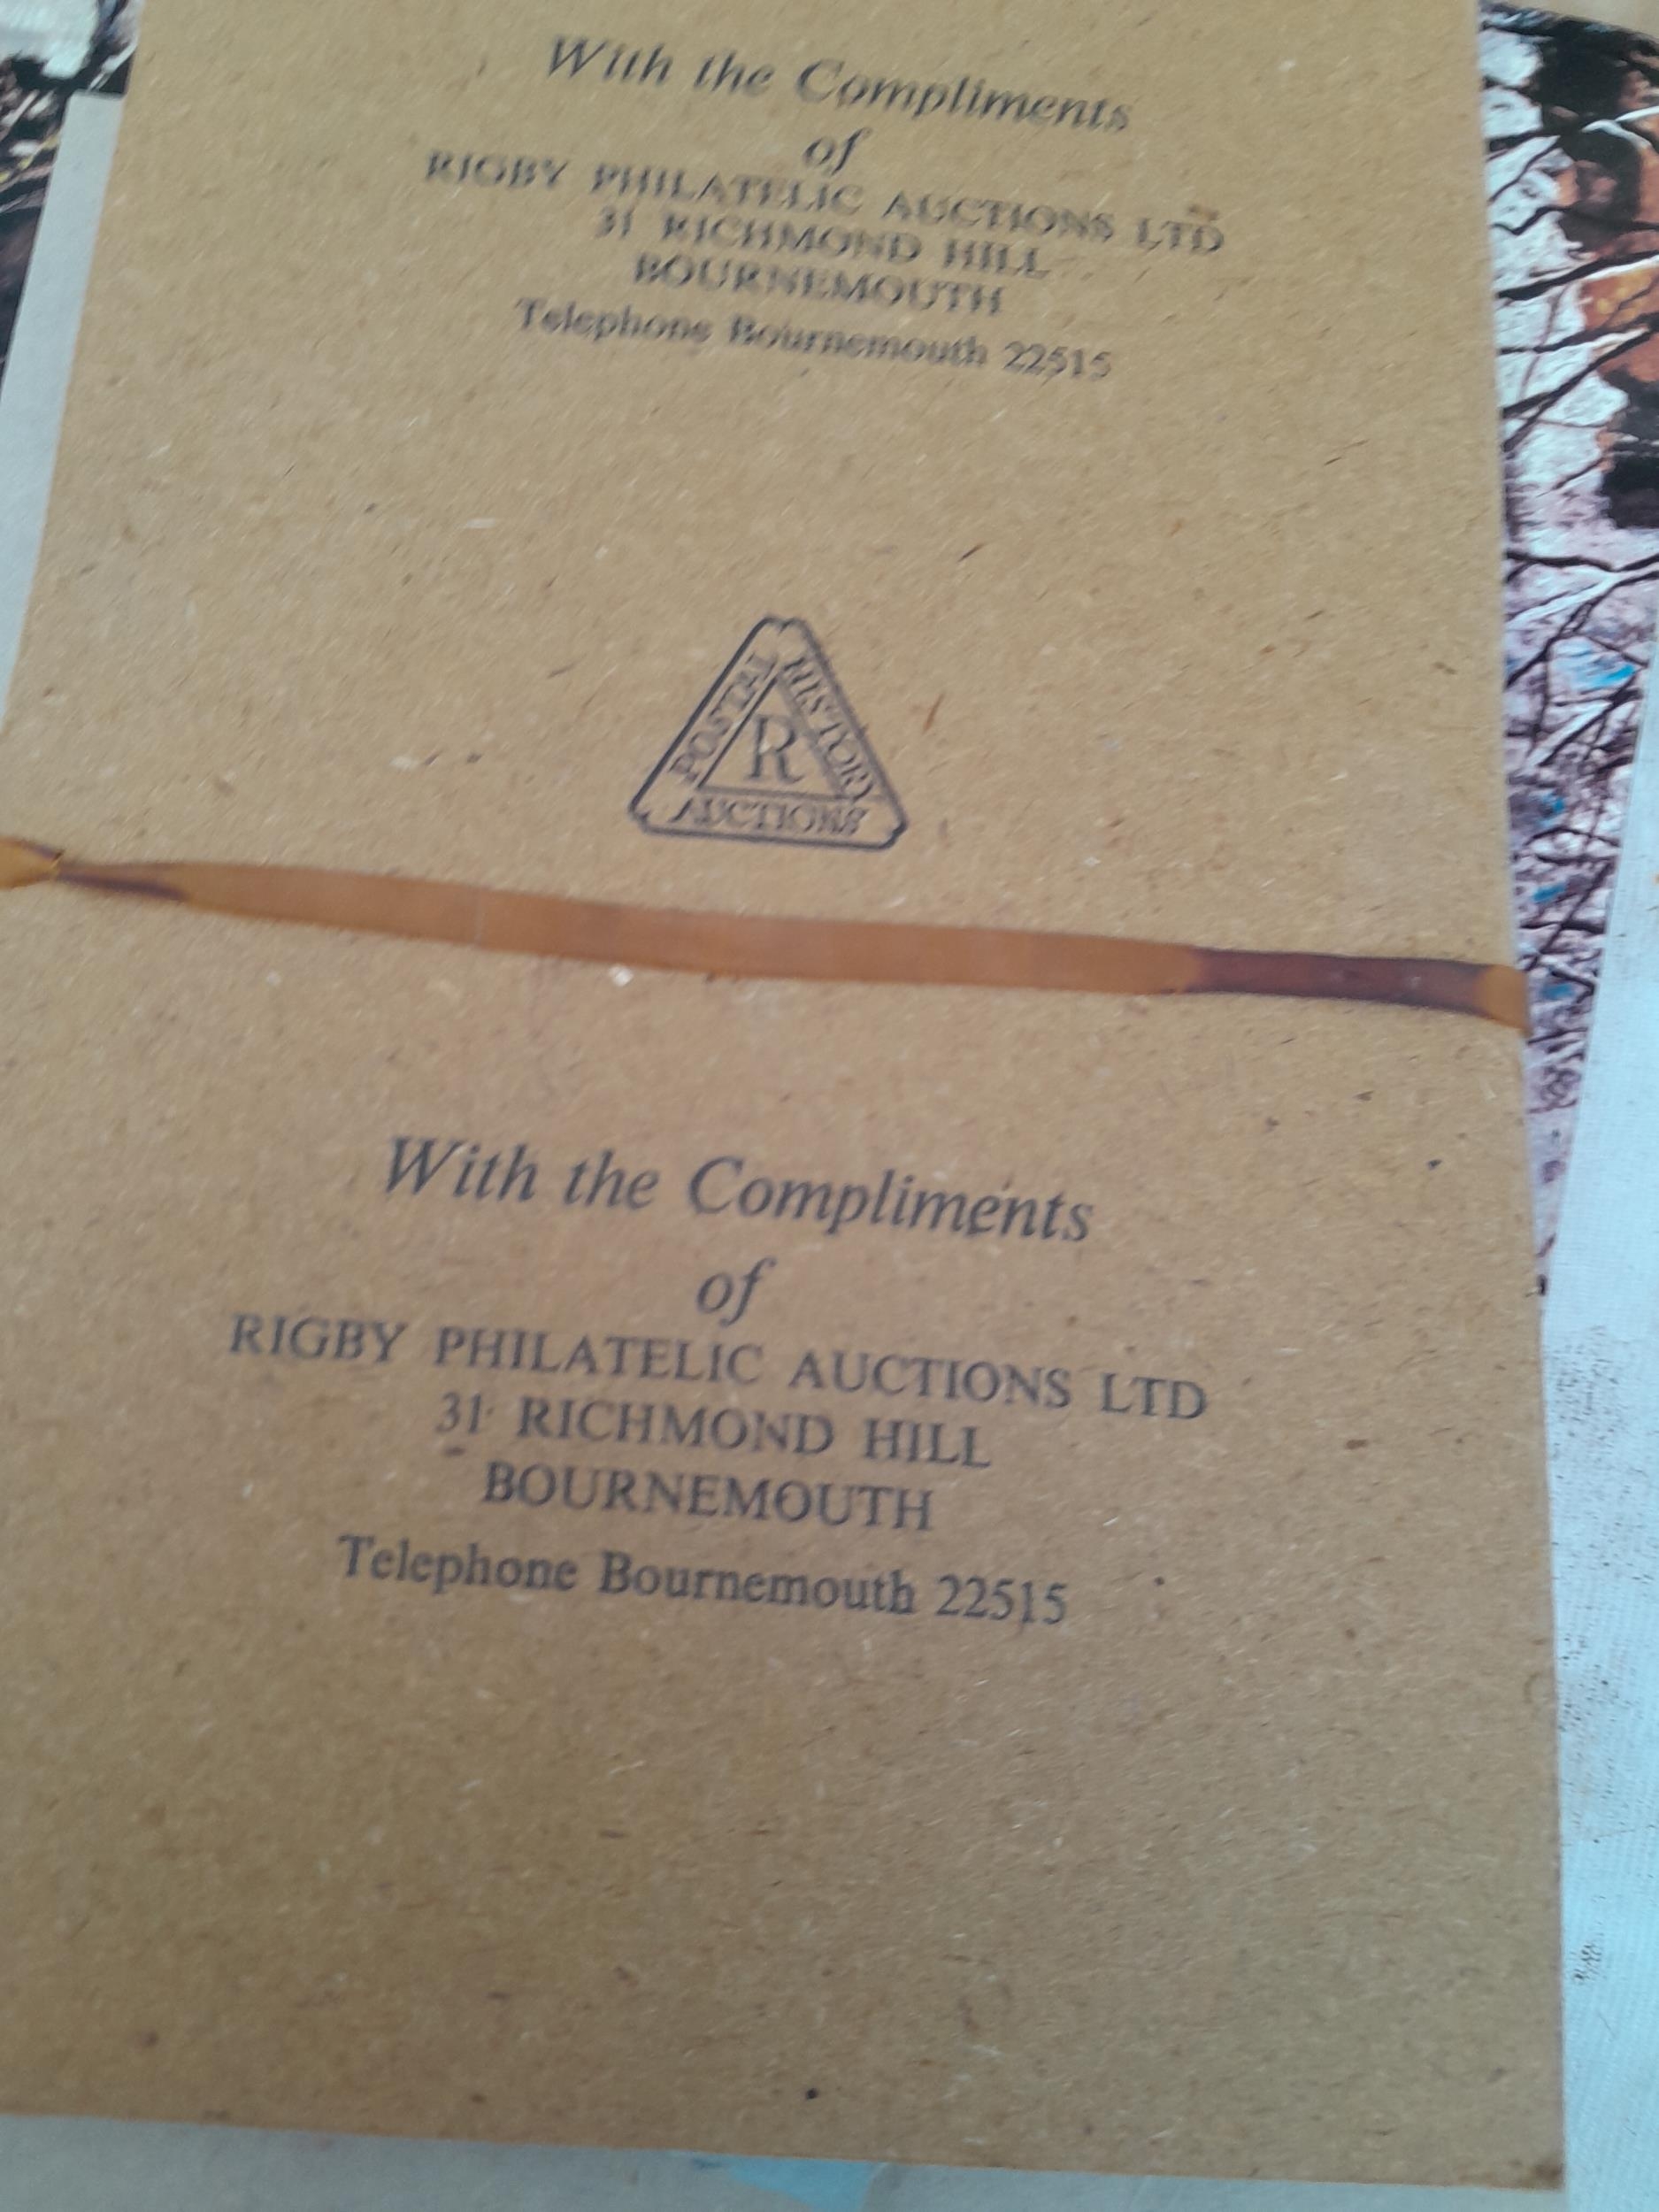 With the Compliments
of
RIGBY PHILATELIC AUCTIONS LTD
31 RICHMOND HILL
BOURNEMOUTH
Telephone Bournemouth 22515
POSTAL HISTORY
R
AUCTIONS
With the Compliments
of
RIGBY PHILATELIC AUCTIONS LTD
31 RICHMOND HILL
BOURNEMOUTH
Telephone Bournemouth 22515